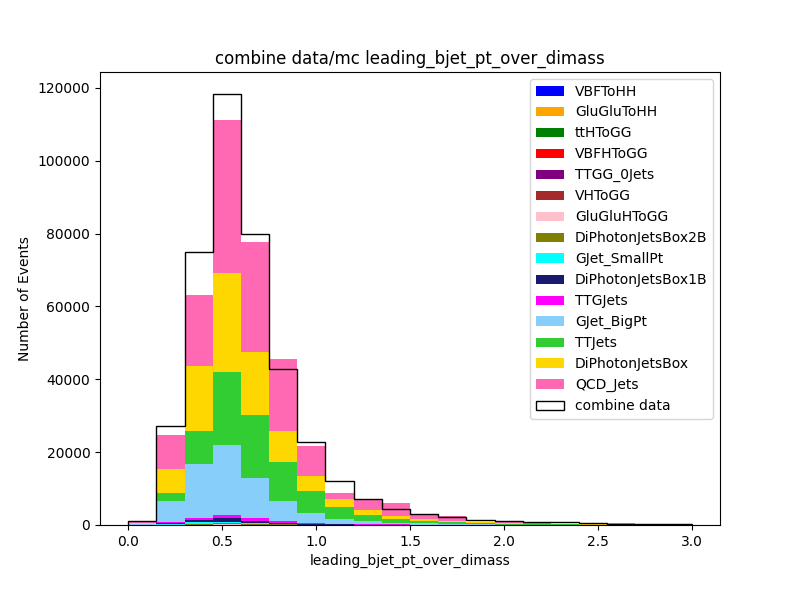 combine data/mc leading_bjet_pt_over_dimass
Number of Events
120000
100000
80000
60000
40000
20000
0
0.0 0.5 1.0 1.5 2.0 2.5 3.0
leading_bjet_pt_over_dimass
VBFToHH
GluGluToHH
ttHToGG
VBFHToGG
TTGG_0Jets
VHToGG
GluGluHToGG
DiPhotonJetsBox2B
GJet_SmallPt
DiPhotonJetsBox1B
TTGJets
GJet_BigPt
TTJets
DiPhotonJetsBox
QCD_Jets
combine data